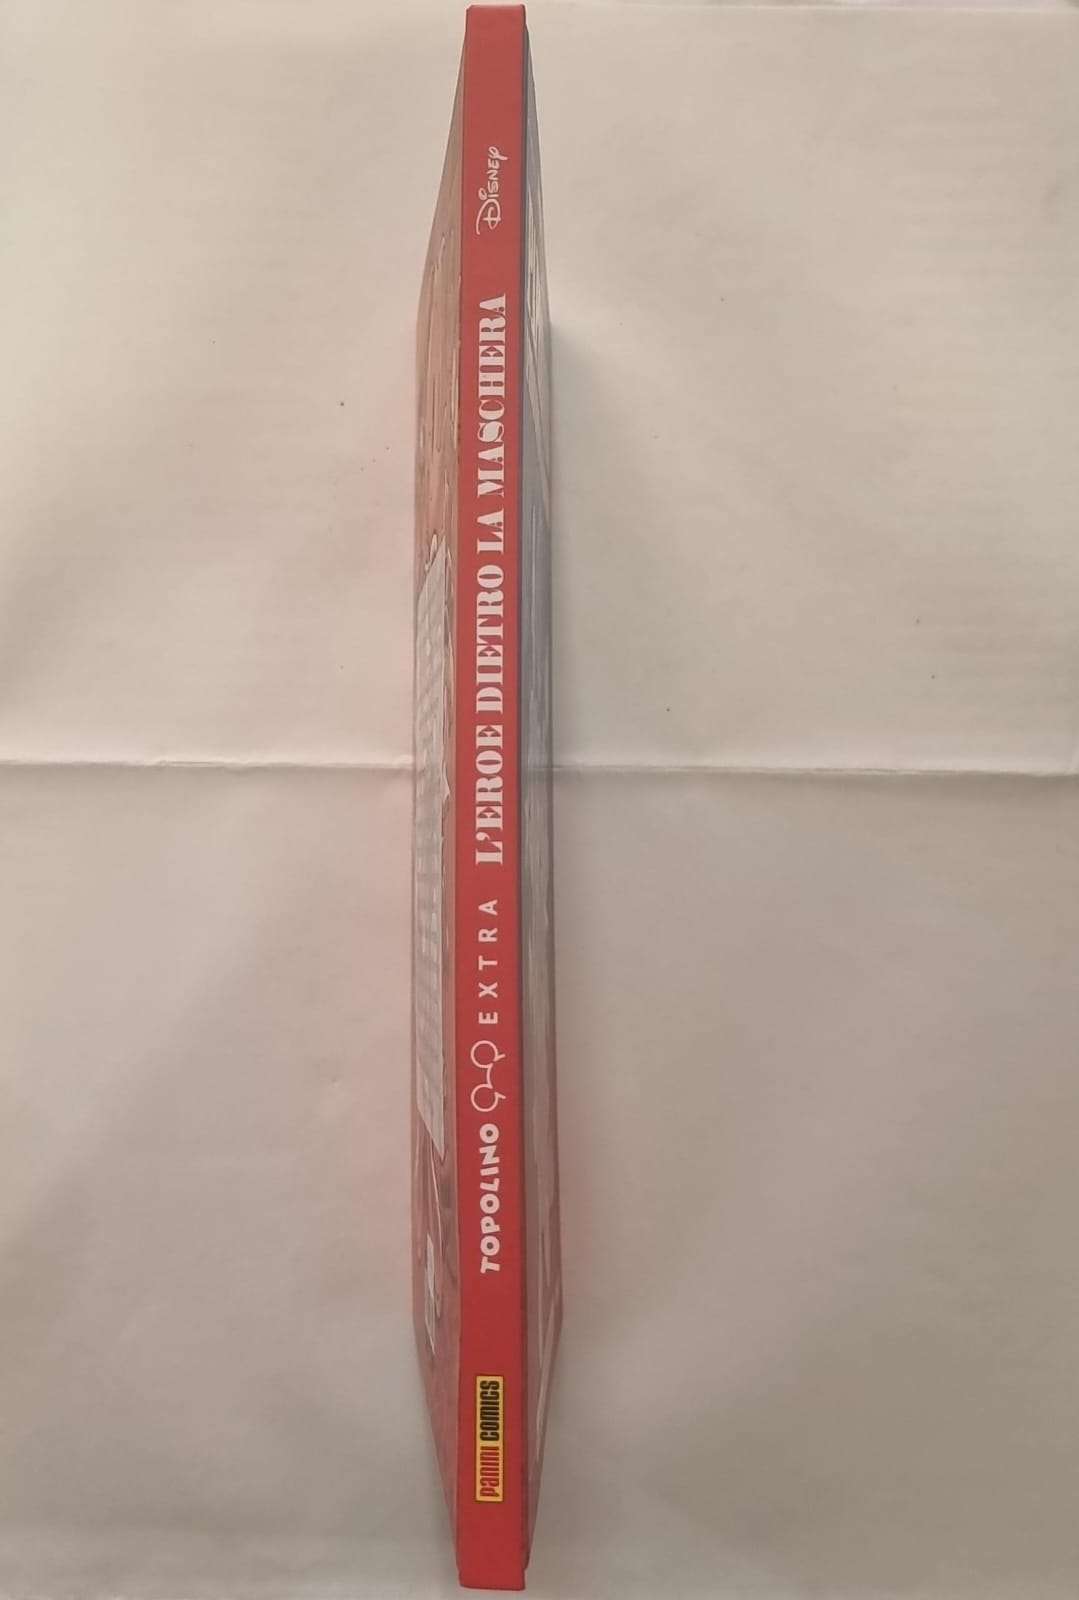 PANINI COMICS
TOPOLINO EXTRA
L'EROE DIETRO LA MASCHERA
DISNEY